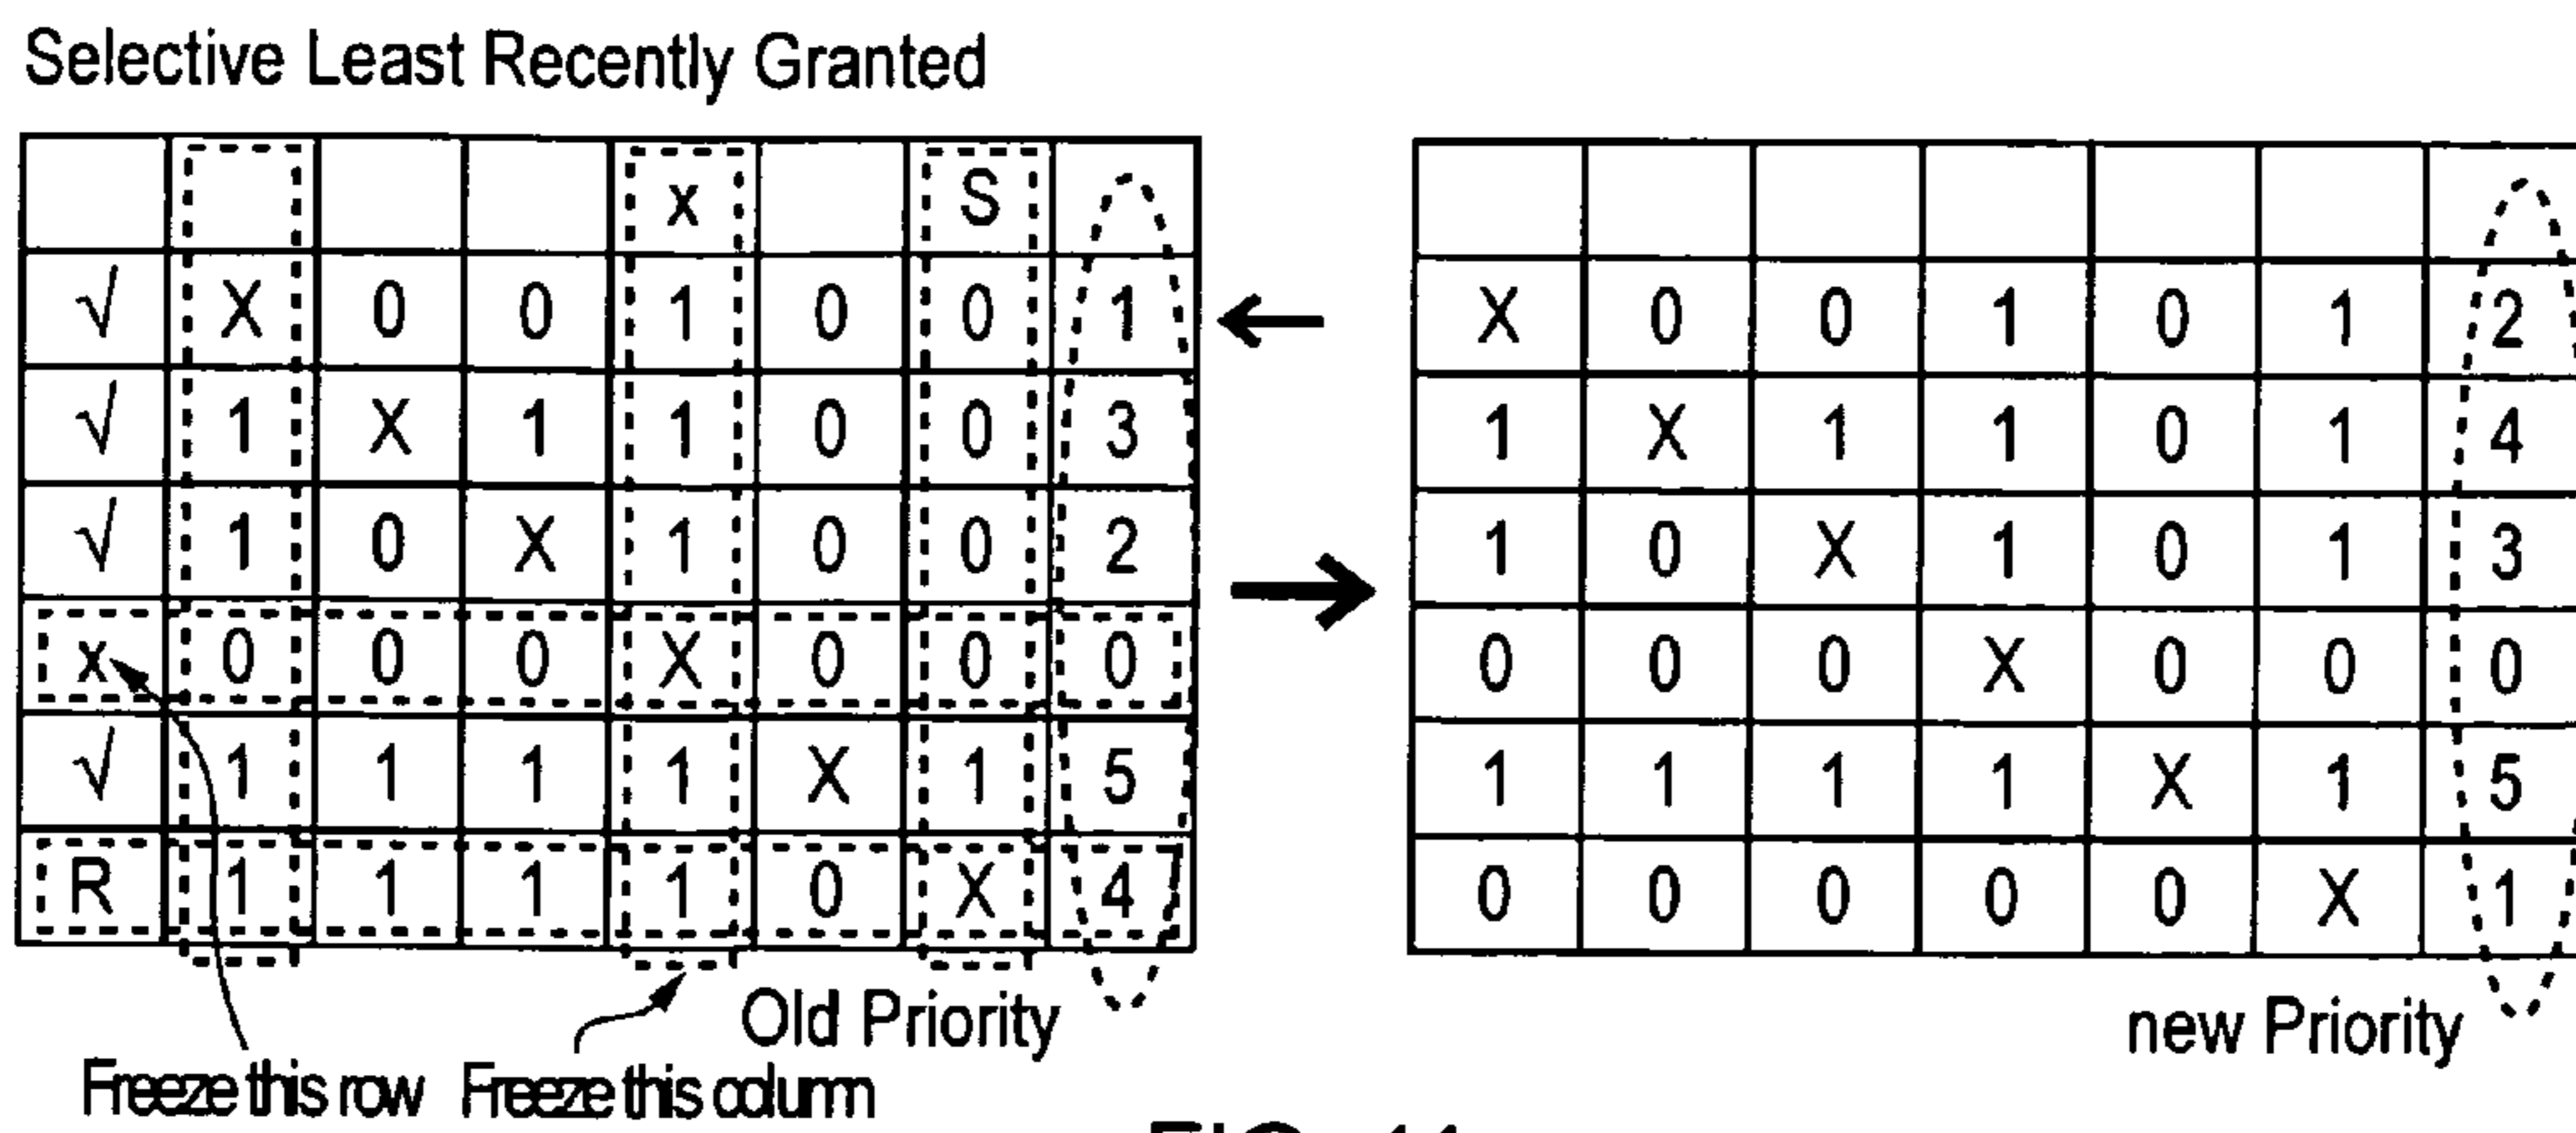 Selective Least Recently Granted
x S
√ X 0 0 1 0 0 1
√ 1 X 1 1 0 0 3
√ 1 0 X 1 0 0 2
x 0 0 0 X 0 0 0
√ 1 1 1 1 X 1 5
R 1 1 1 1 0 X 4
Old Priority
Freeze this row Freeze this column
X 0 0 1 0 1 2
1 X 1 1 0 1 4
1 0 X 1 0 1 3
0 0 0 X 0 0 0
1 1 1 1 X 1 5
0 0 0 0 0 X 1
new Priority